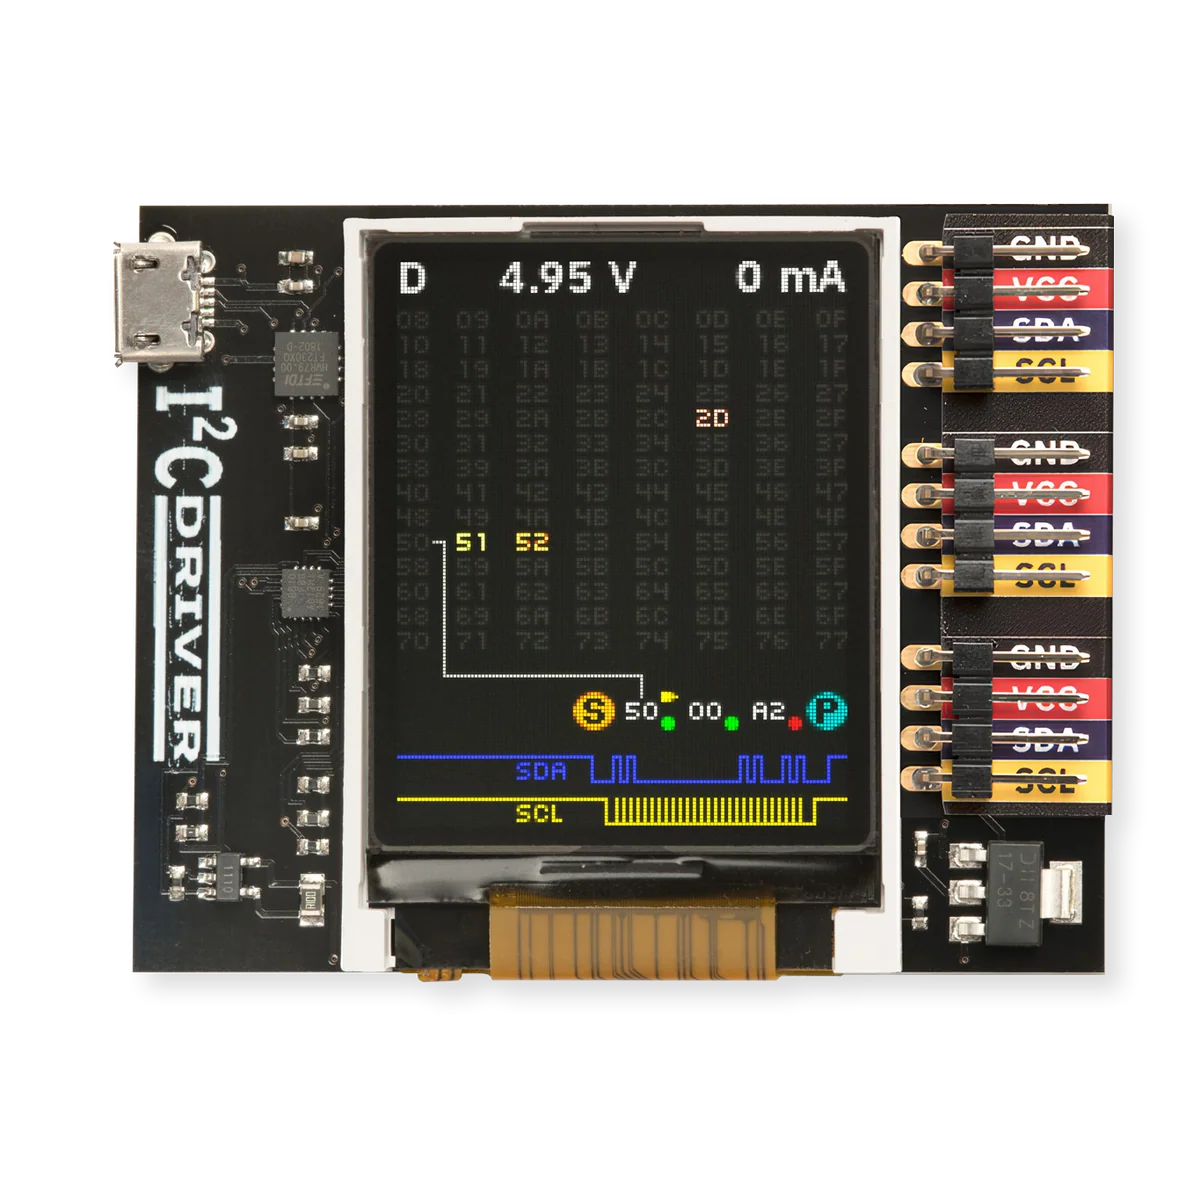 D 4.95 V 0 mA
08 09 0A 0B 0C 0D 0E 0F
10 11 12 13 14 15 16 17
18 19 1A 1B 1C 1D 1E 1F
20 21 22 23 24 25 26 27
28 29 2A 2B 2C 2D 2E 2F
30 31 32 33 34 35 36 37
38 39 3A 3B 3C 3D 3E 3F
40 41 42 43 44 45 46 47
48 49 4A 4B 4C 4D 4E 4F
50 51 52 53 54 55 56 57
58 59 5A 5B 5C 5D 5E 5F
60 61 62 63 64 65 66 67
68 69 6A 6B 6C 6D 6E 6F
70 71 72 73 74 75 76 77
S 50 00 A2 P
SDA
SCL
I²CDRIVER
FTDI
FT230XQ
1802-D
GND
VCC
SDA
SCL
GND
VCC
SDA
SCL
GND
VCC
SDA
SCL
17-33